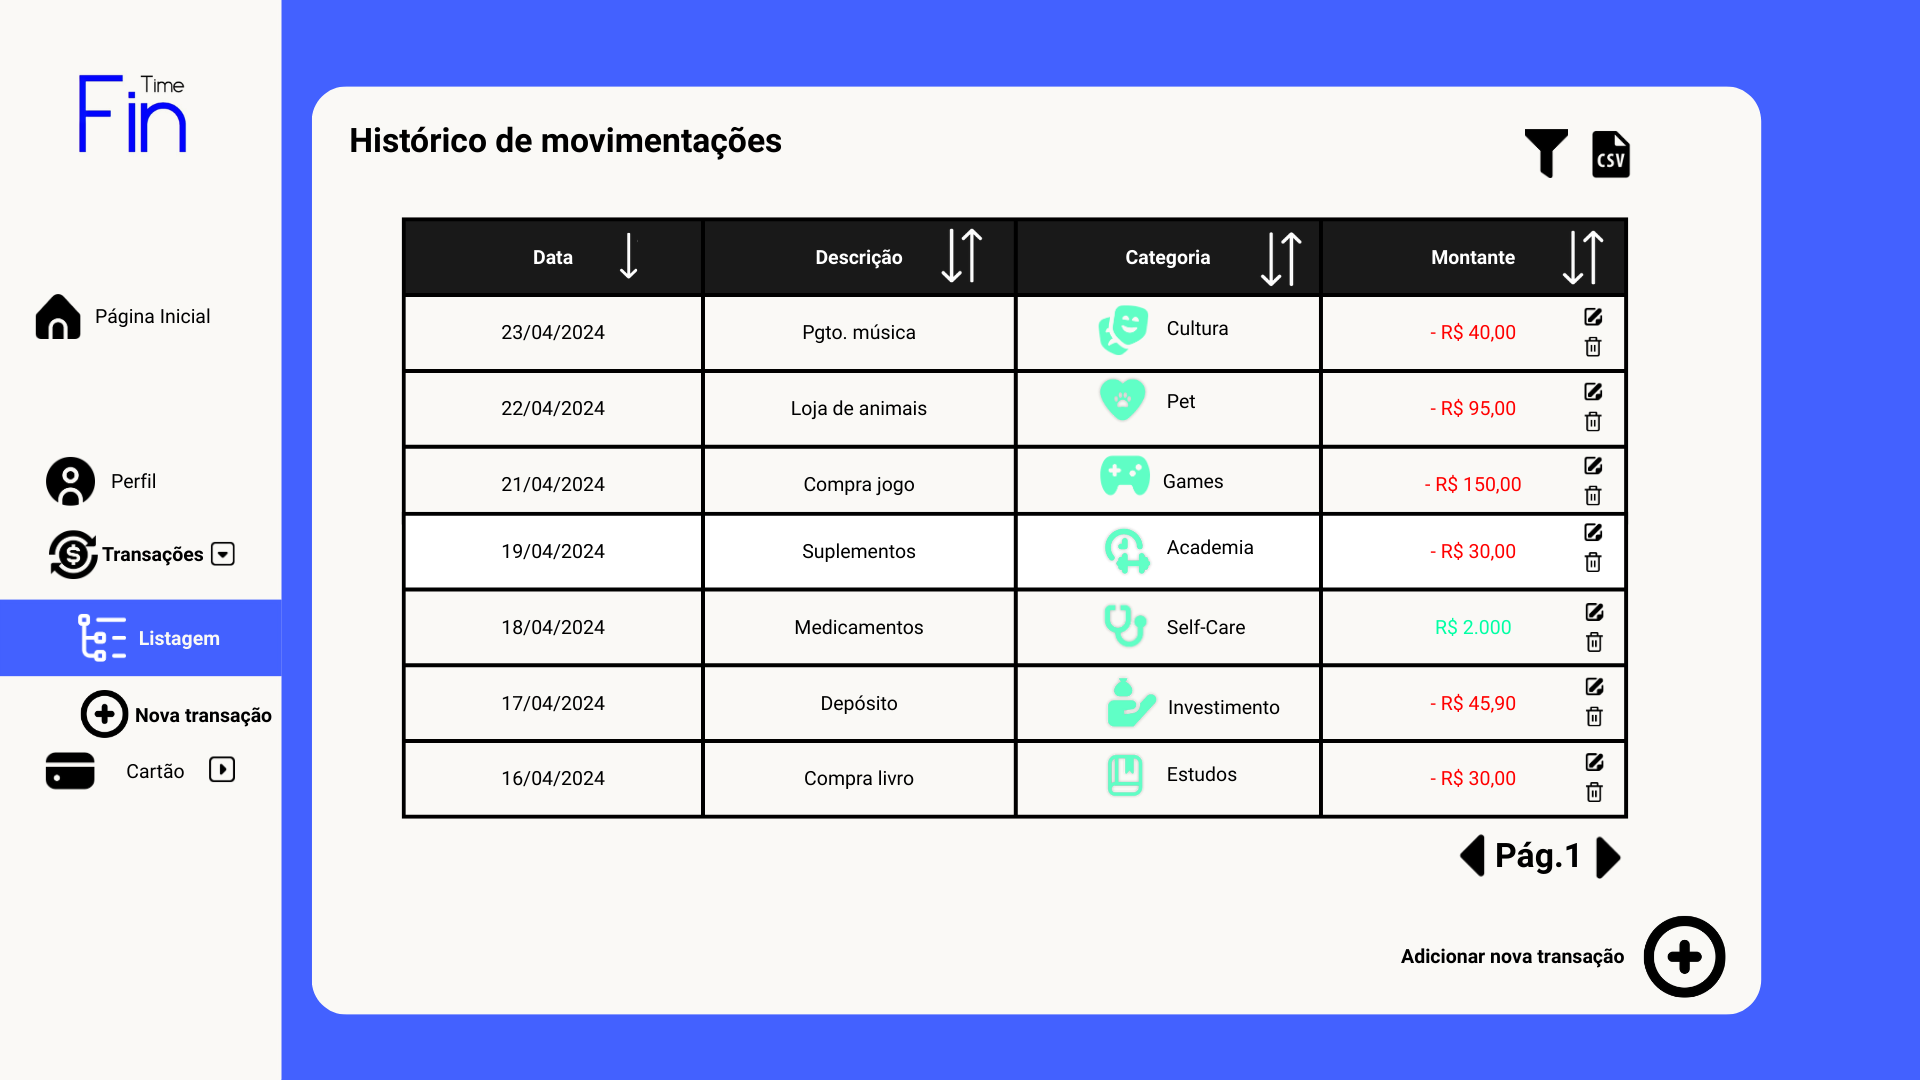 Time
Fin
Página Inicial
Perfil
Transações
Listagem
Nova transação
Cartão
Histórico de movimentações
CSV
Data Descrição Categoria Montante
23/04/2024 Pgto. música Cultura - R$ 40,00
22/04/2024 Loja de animais Pet - R$ 95,00
21/04/2024 Compra jogo Games - R$ 150,00
19/04/2024 Suplementos Academia - R$ 30,00
18/04/2024 Medicamentos Self-Care R$ 2.000
17/04/2024 Depósito Investimento - R$ 45,90
16/04/2024 Compra livro Estudos - R$ 30,00
Pág.1
Adicionar nova transação